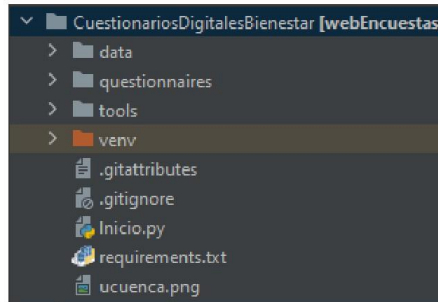 CuestionariosDigitalesBienestar [webEncuestas
data
questionnaires
tools
venv
.gitattributes
.gitignore
Inicio.py
requirements.txt
ucuenca.png